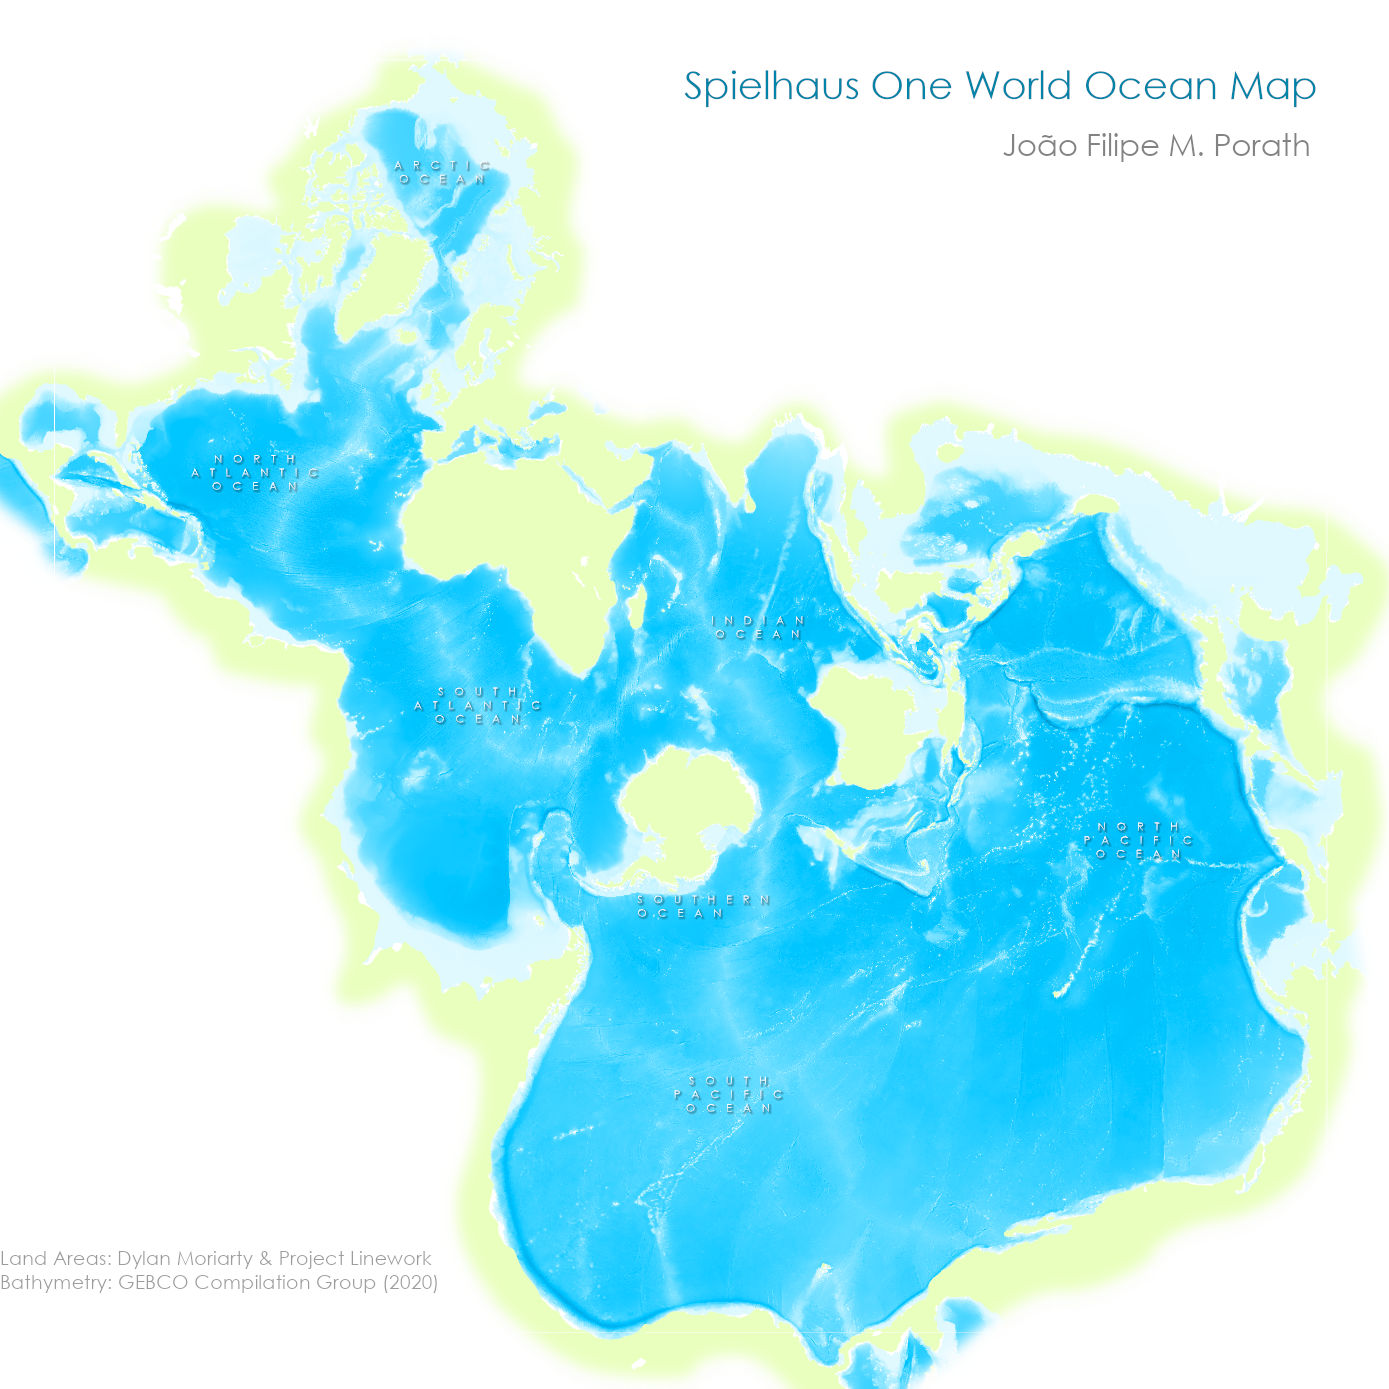 Spielhaus One World Ocean Map
João Filipe M. Porath
ARCTIC
OCEAN
NORTH
ATLANTIC
OCEAN
INDIAN
OCEAN
SOUTH
ATLANTIC
OCEAN
NORTH
PACIFIC
OCEAN
SOUTHERN
OCEAN
SOUTH
PACIFIC
OCEAN
Land Areas: Dylan Moriarty & Project Linework
Bathymetry: GEBCO Compilation Group (2020)